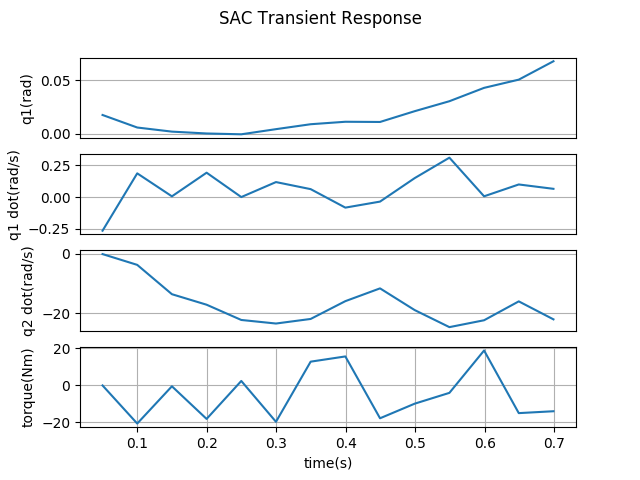 SAC Transient Response
q1(rad)
0.05
0.00
q1 dot(rad/s)
0.25
0.00
−0.25
q2 dot(rad/s)
0
−20
torque(Nm)
20
0
−20
0.1 0.2 0.3 0.4 0.5 0.6 0.7
time(s)